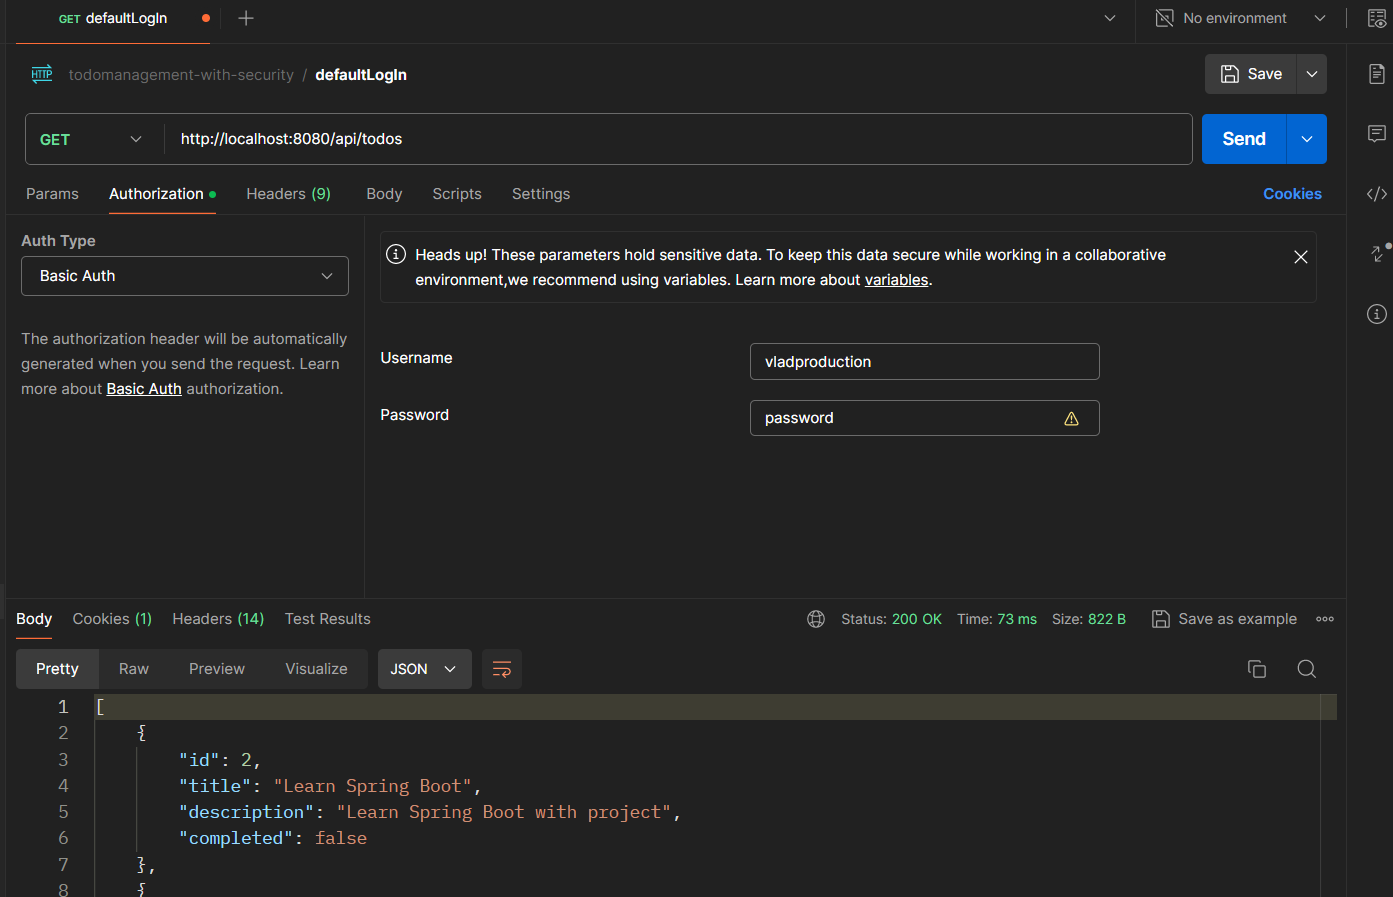 GET defaultLogIn
No environment
HTTP todomanagement-with-security / defaultLogIn
Save
GET http://localhost:8080/api/todos
Send
Params Authorization Headers (9) Body Scripts Settings
Cookies
Auth Type
Basic Auth
The authorization header will be automatically
generated when you send the request. Learn
more about Basic Auth authorization.
Heads up! These parameters hold sensitive data. To keep this data secure while working in a collaborative
environment,we recommend using variables. Learn more about variables.
Username vladproduction
Password password
Body Cookies (1) Headers (14) Test Results
Status: 200 OK Time: 73 ms Size: 822 B Save as example
Pretty Raw Preview Visualize JSON
1 [
2 {
3 "id": 2,
4 "title": "Learn Spring Boot",
5 "description": "Learn Spring Boot with project",
6 "completed": false
7 },
8 {